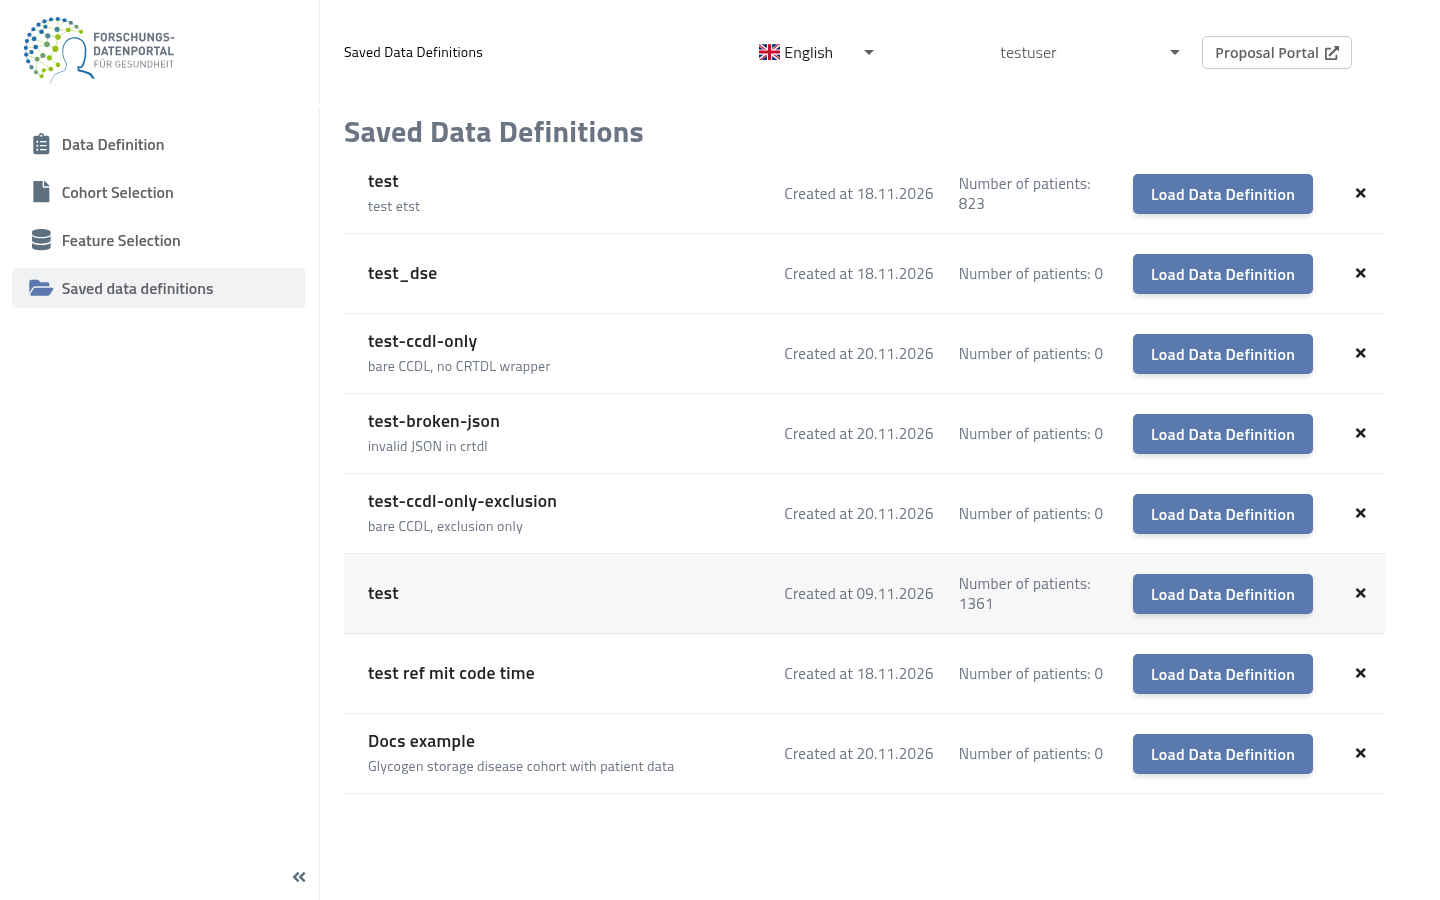 FORSCHUNGS-
DATENPORTAL
FÜR GESUNDHEIT
Saved Data Definitions
English
testuser
Proposal Portal
Data Definition
Cohort Selection
Feature Selection
Saved data definitions
Saved Data Definitions
test
test etst
Created at 18.11.2026
Number of patients:
823
Load Data Definition
test_dse
Created at 18.11.2026
Number of patients: 0
Load Data Definition
test-ccdl-only
bare CCDL, no CRTDL wrapper
Created at 20.11.2026
Number of patients: 0
Load Data Definition
test-broken-json
invalid JSON in crtdl
Created at 20.11.2026
Number of patients: 0
Load Data Definition
test-ccdl-only-exclusion
bare CCDL, exclusion only
Created at 20.11.2026
Number of patients: 0
Load Data Definition
test
Created at 09.11.2026
Number of patients:
1361
Load Data Definition
test ref mit code time
Created at 18.11.2026
Number of patients: 0
Load Data Definition
Docs example
Glycogen storage disease cohort with patient data
Created at 20.11.2026
Number of patients: 0
Load Data Definition